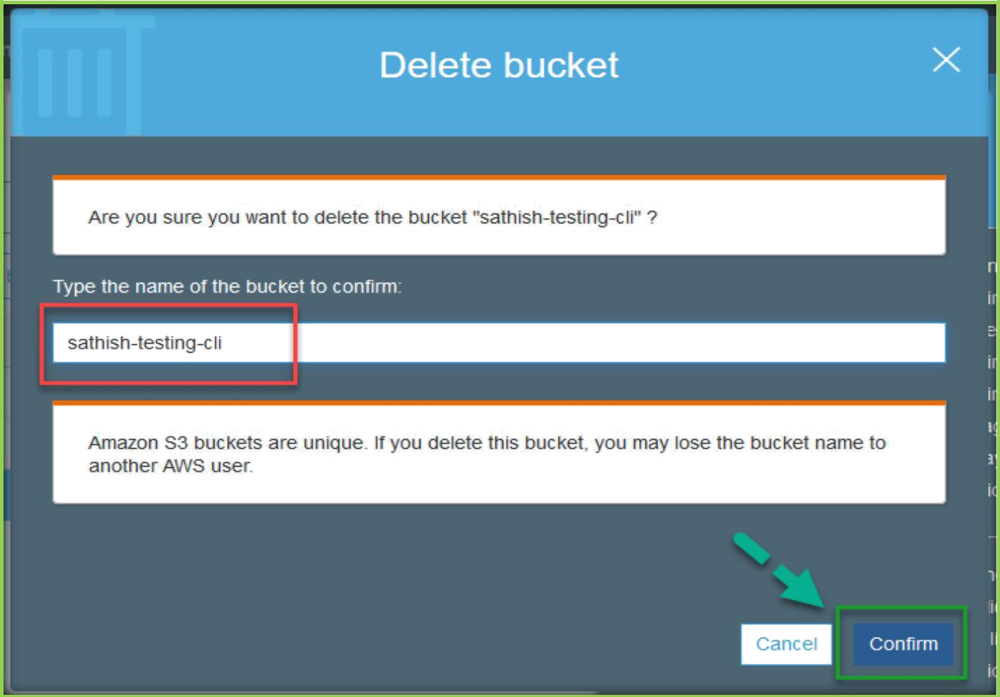 Delete bucket
Are you sure you want to delete the bucket "sathish-testing-cli" ?
Type the name of the bucket to confirm:
sathish-testing-cli
Amazon S3 buckets are unique. If you delete this bucket, you may lose the bucket name to
another AWS user.
Cancel
Confirm